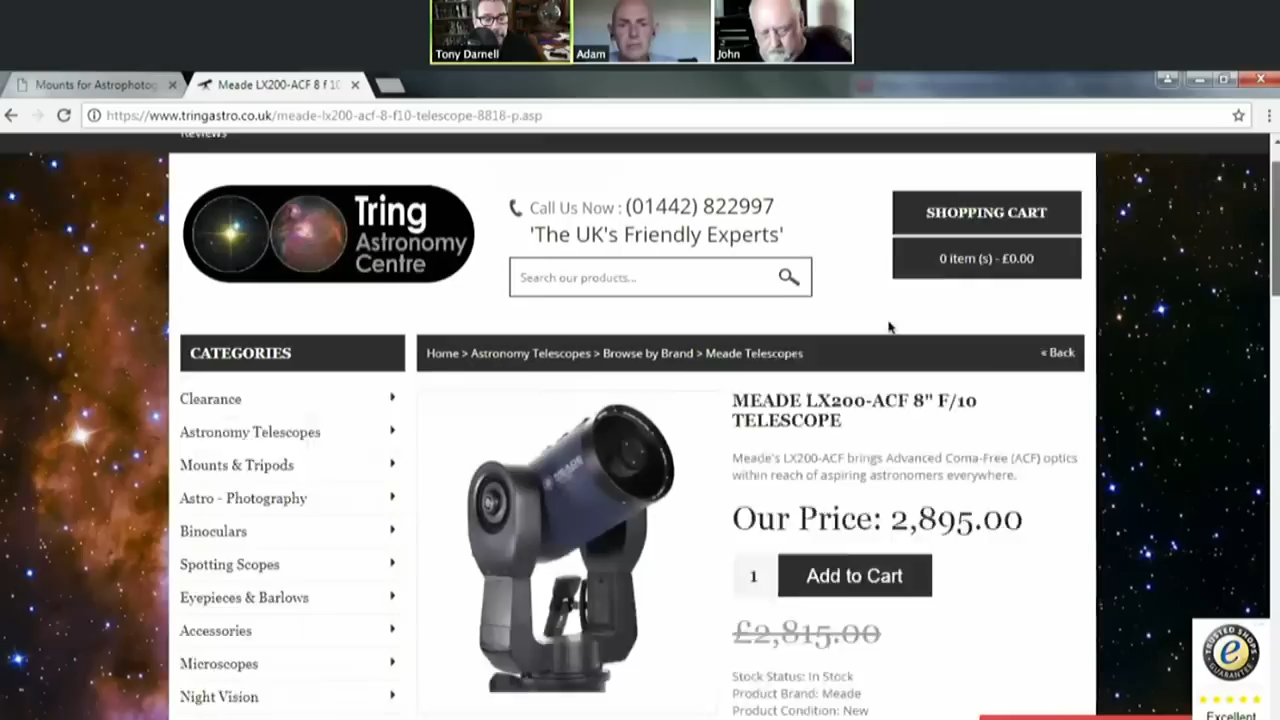 Tony Darnell
Adam
John
Mounts for Astrophotog
Meade LX200-ACF 8 f 10
https://www.tringastro.co.uk/meade-lx200-acf-8-f10-telescope-8818-p.asp
Reviews
Tring
Astronomy
Centre
Call Us Now : (01442) 822997
'The UK's Friendly Experts'
Search our products...
SHOPPING CART
0 item (s) - £0.00
CATEGORIES
Clearance
Astronomy Telescopes
Mounts & Tripods
Astro - Photography
Binoculars
Spotting Scopes
Eyepieces & Barlows
Accessories
Microscopes
Night Vision
Home > Astronomy Telescopes > Browse by Brand > Meade Telescopes
« Back
MEADE
MEADE LX200-ACF 8" F/10
TELESCOPE
Meade's LX200-ACF brings Advanced Coma-Free (ACF) optics
within reach of aspiring astronomers everywhere.
Our Price: 2,895.00
1
Add to Cart
£2,815.00
Stock Status: In Stock
Product Brand: Meade
Product Condition: New
TRUSTED SHOPS
GUARANTEE
e
Excellent